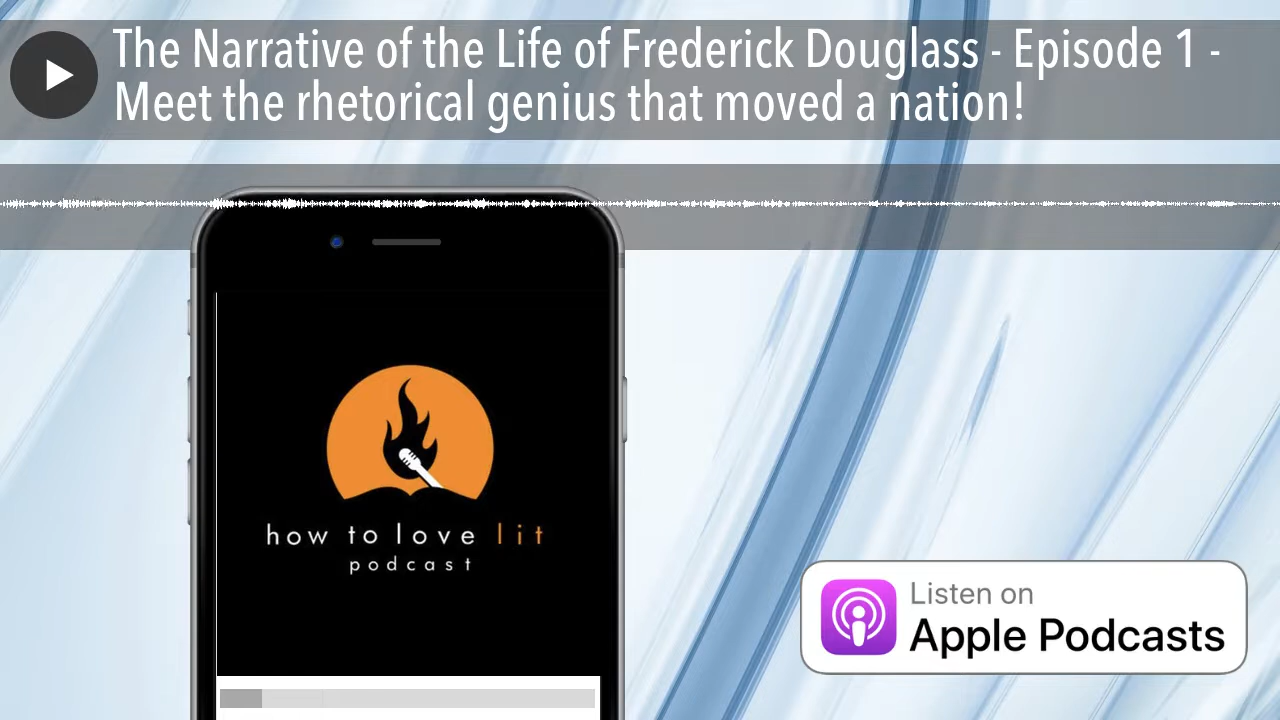 The Narrative of the Life of Frederick Douglass - Episode 1 -
Meet the rhetorical genius that moved a nation!
how to love lit
podcast
Listen on
Apple Podcasts